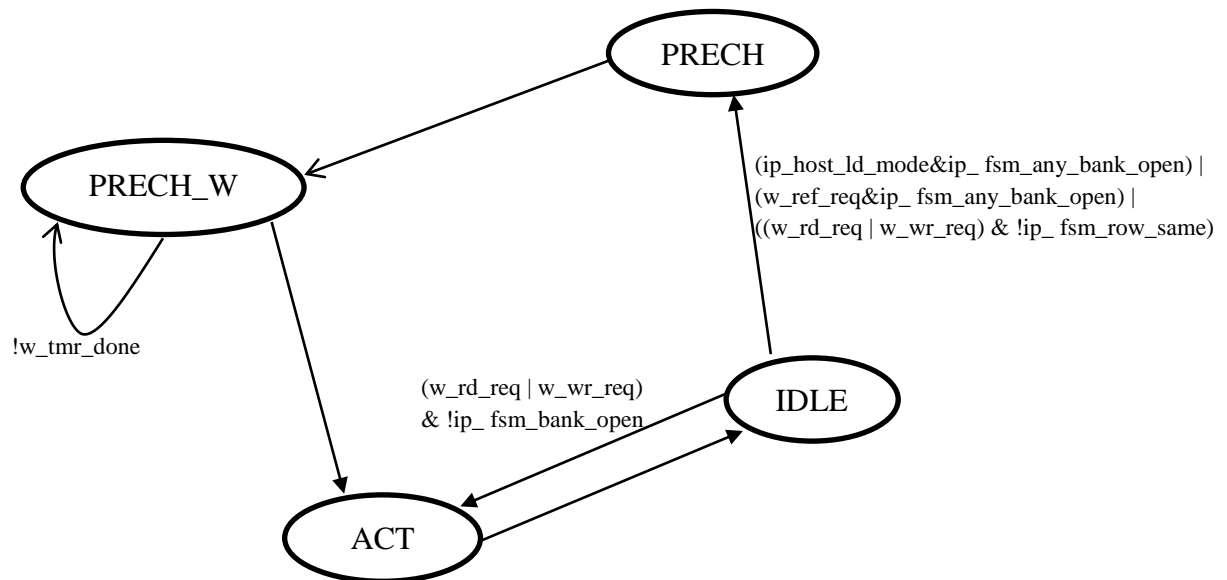 PRECH
PRECH_W
(ip_host_ld_mode&ip_ fsm_any_bank_open) |
(w_ref_req&ip_ fsm_any_bank_open) |
((w_rd_req | w_wr_req) & !ip_ fsm_row_same)
!w_tmr_done
(w_rd_req | w_wr_req)
& !ip_ fsm_bank_open
IDLE
ACT